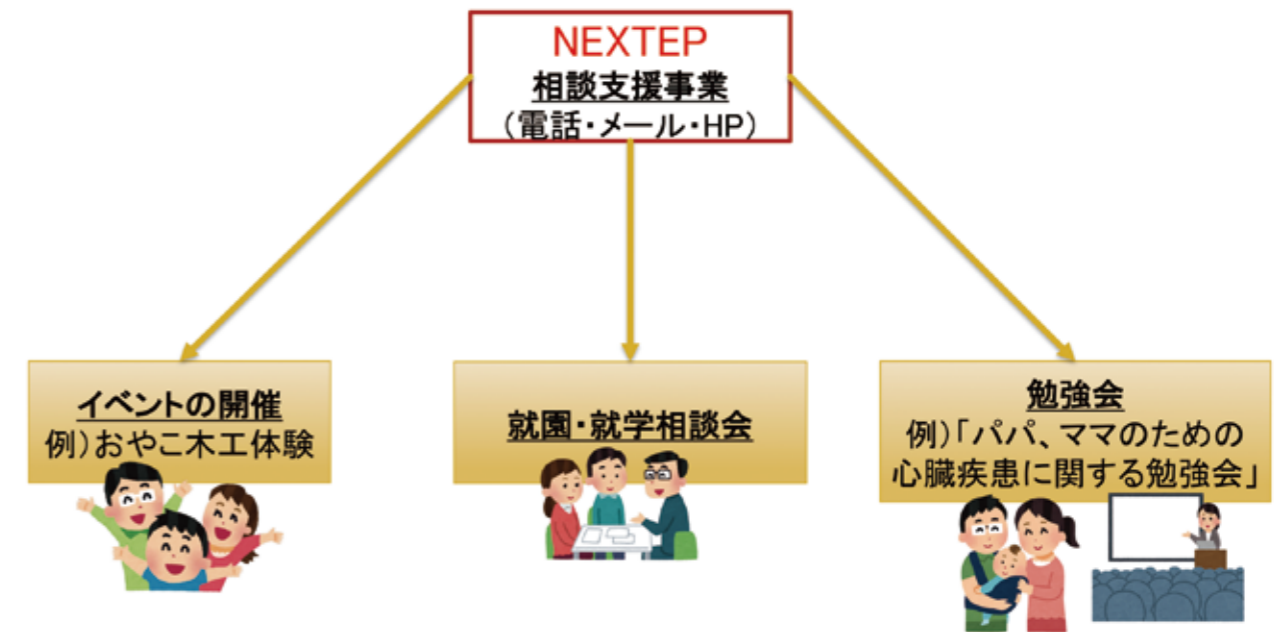 NEXTEP
相談支援事業
（電話・メール・HP）
イベントの開催
例）おやこ木工体験
就園・就学相談会
勉強会
例）「パパ、ママのための
心臓疾患に関する勉強会」